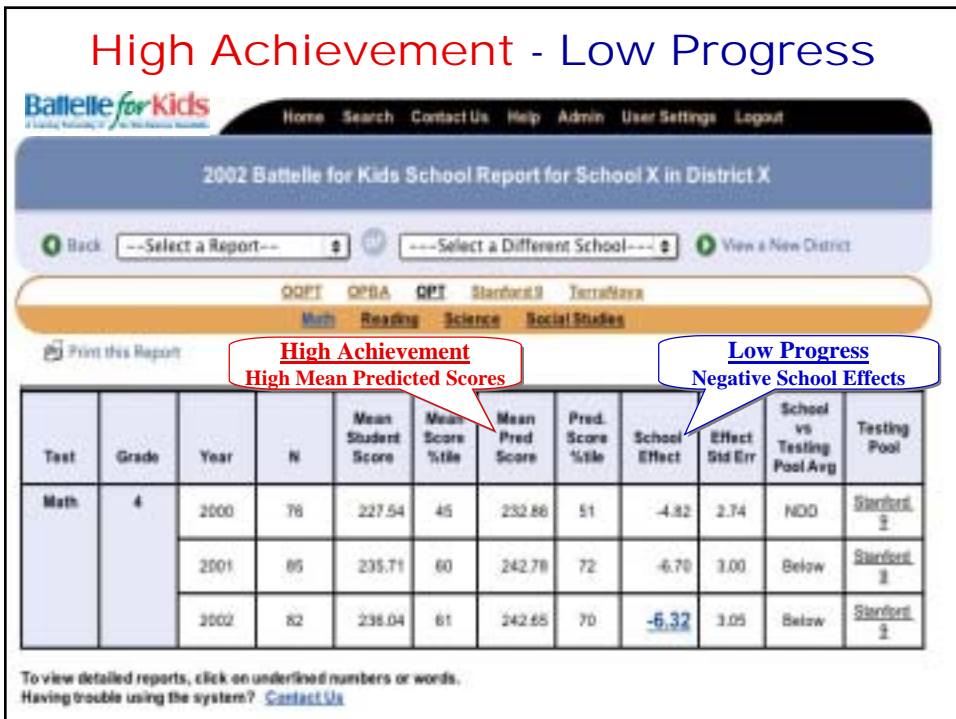 High Achievement - Low Progress
Battelle for Kids
Home Search Contact Us Help Admin User Settings Logout
2002 Battelle for Kids School Report for School X in District X
Back --Select a Report-- ---Select a Different School--- View a New District
OOPT OPBA OPT Stanford 9 TerraNova
Math Reading Science Social Studies
Print this Report
High Achievement
High Mean Predicted Scores
Low Progress
Negative School Effects
Test Grade Year N Mean Student Score Mean Score %tile Mean Pred Score Pred. Score %tile School Effect Effect Std Err School vs Testing Pool Avg Testing Pool
Math 4 2000 76 227.54 45 232.86 51 -4.82 2.74 NDD Stanford 9
2001 85 235.71 60 242.78 72 -6.70 3.00 Below Stanford 9
2002 82 236.04 61 242.65 70 -6.32 3.05 Below Stanford 9
To view detailed reports, click on underlined numbers or words.
Having trouble using the system? Contact Us